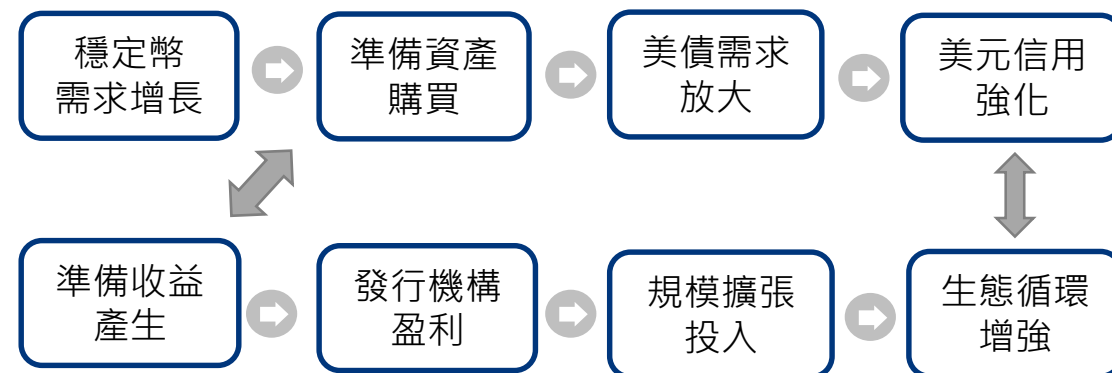 穩定幣
需求增長
準備資產
購買
美債需求
放大
美元信用
強化
準備收益
產生
發行機構
盈利
規模擴張
投入
生態循環
增強